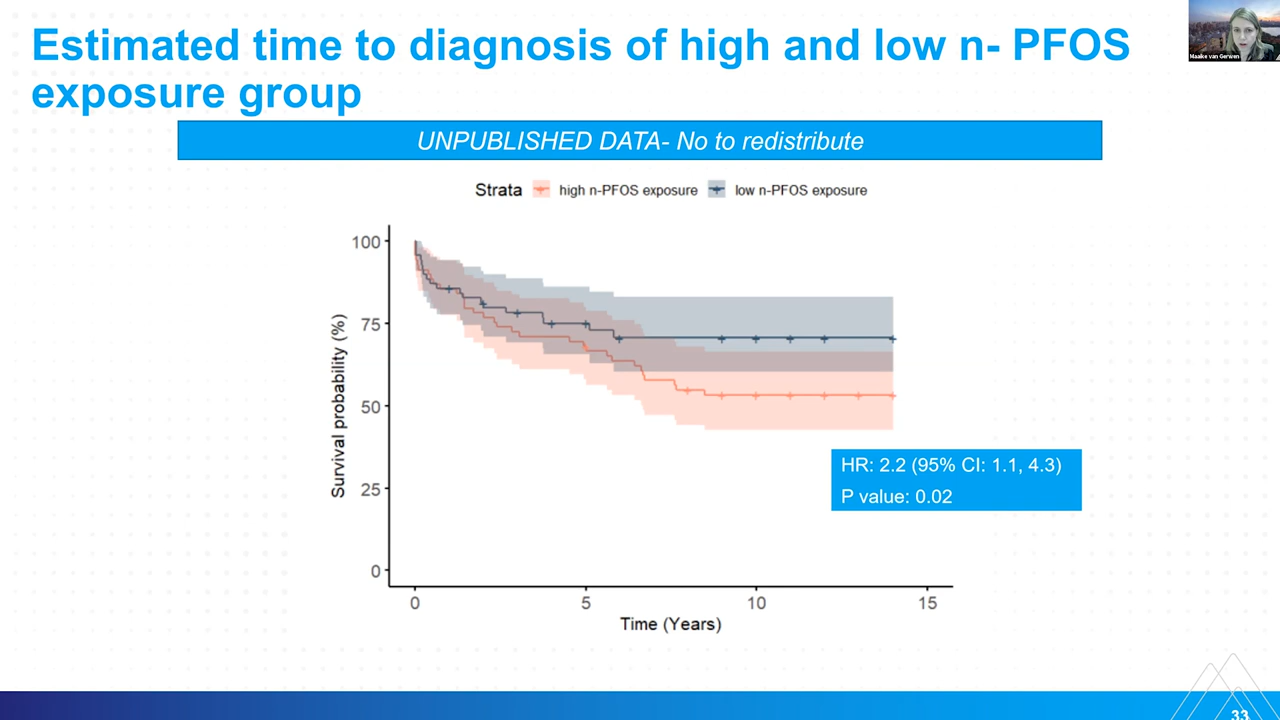 Estimated time to diagnosis of high and low n- PFOS
exposure group
Maaike van Gerwen
UNPUBLISHED DATA- No to redistribute
Strata high n-PFOS exposure low n-PFOS exposure
Survival probability (%)
100
75
50
25
0
HR: 2.2 (95% CI: 1.1, 4.3)
P value: 0.02
0 5 10 15
Time (Years)
33